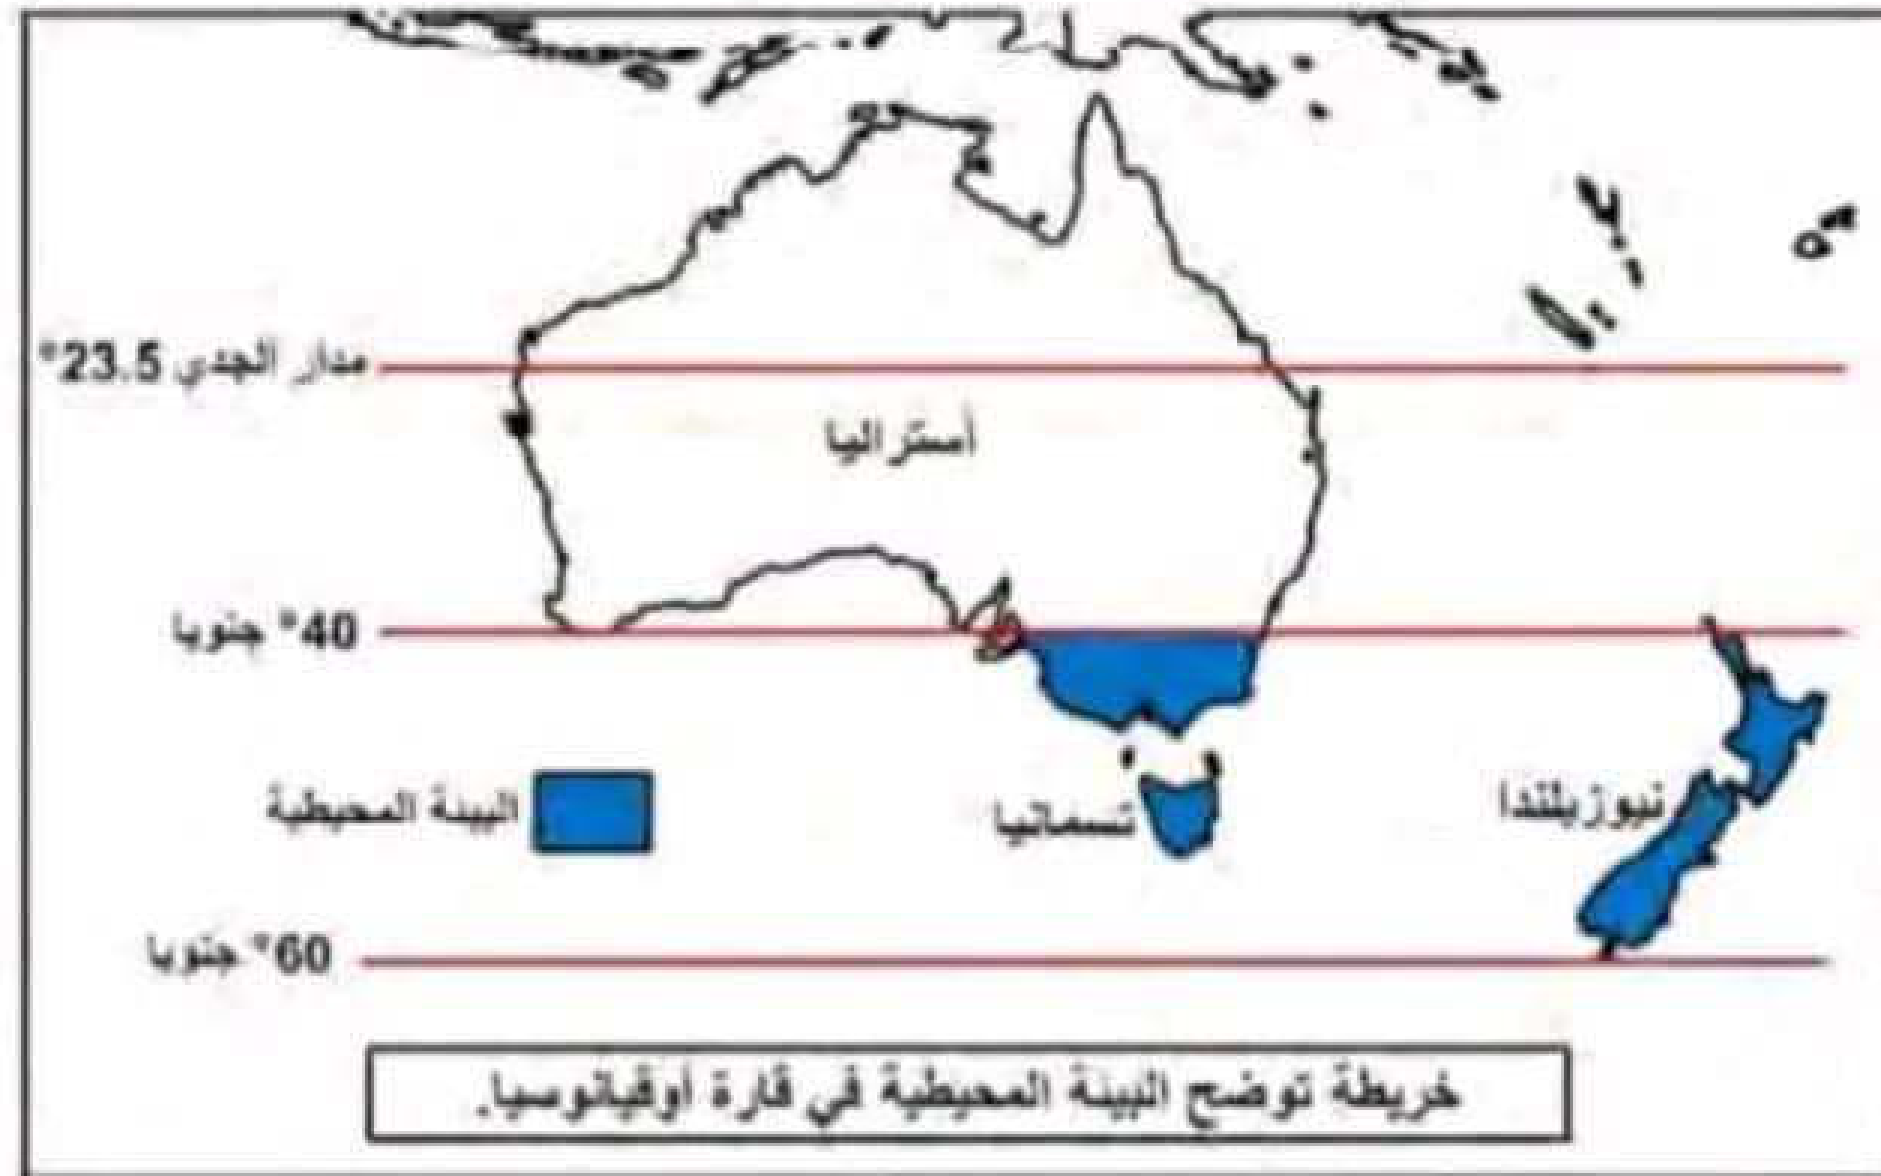 مدار الجدي 23.5°
أستراليا
40° جنوبا
البيئة المحيطية
تسمانيا
نيوزيلندا
60° جنوبا
خريطة توضح البيئة المحيطية في قارة أوقيانوسيا.